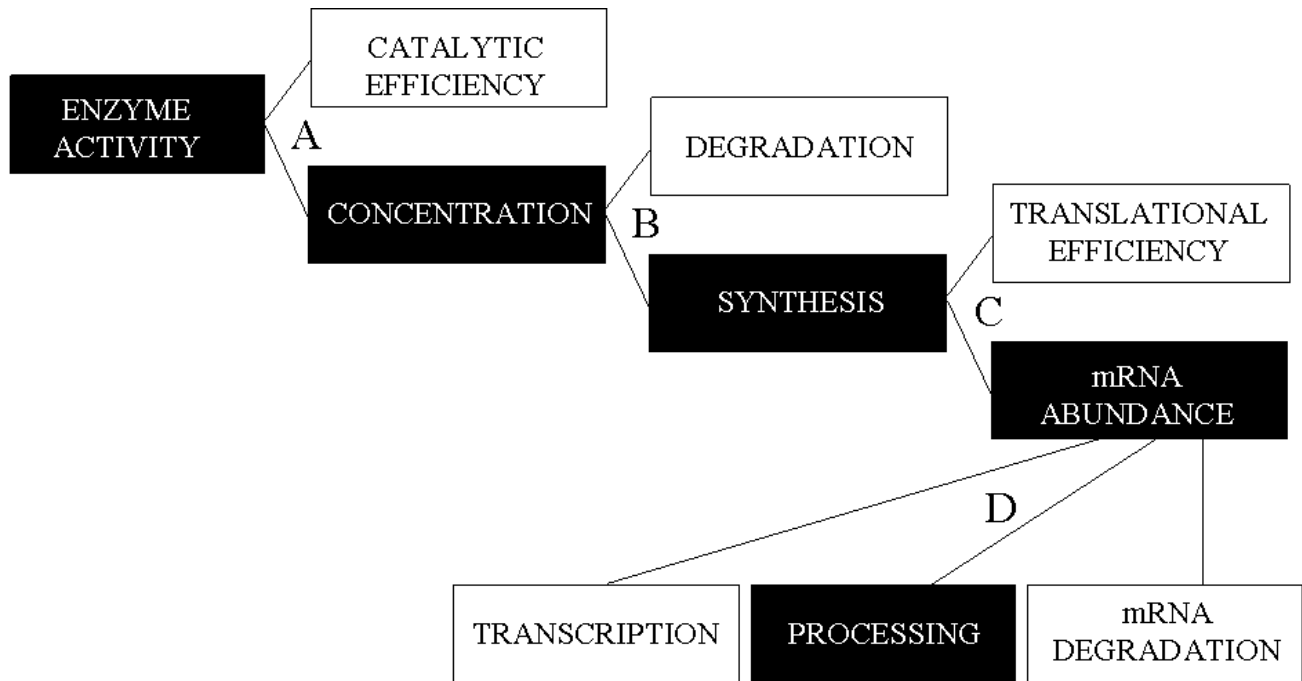 CATALYTIC
EFFICIENCY
ENZYME
ACTIVITY
A
DEGRADATION
CONCENTRATION
B
TRANSLATIONAL
EFFICIENCY
SYNTHESIS
C
mRNA
ABUNDANCE
D
TRANSCRIPTION
PROCESSING
mRNA
DEGRADATION